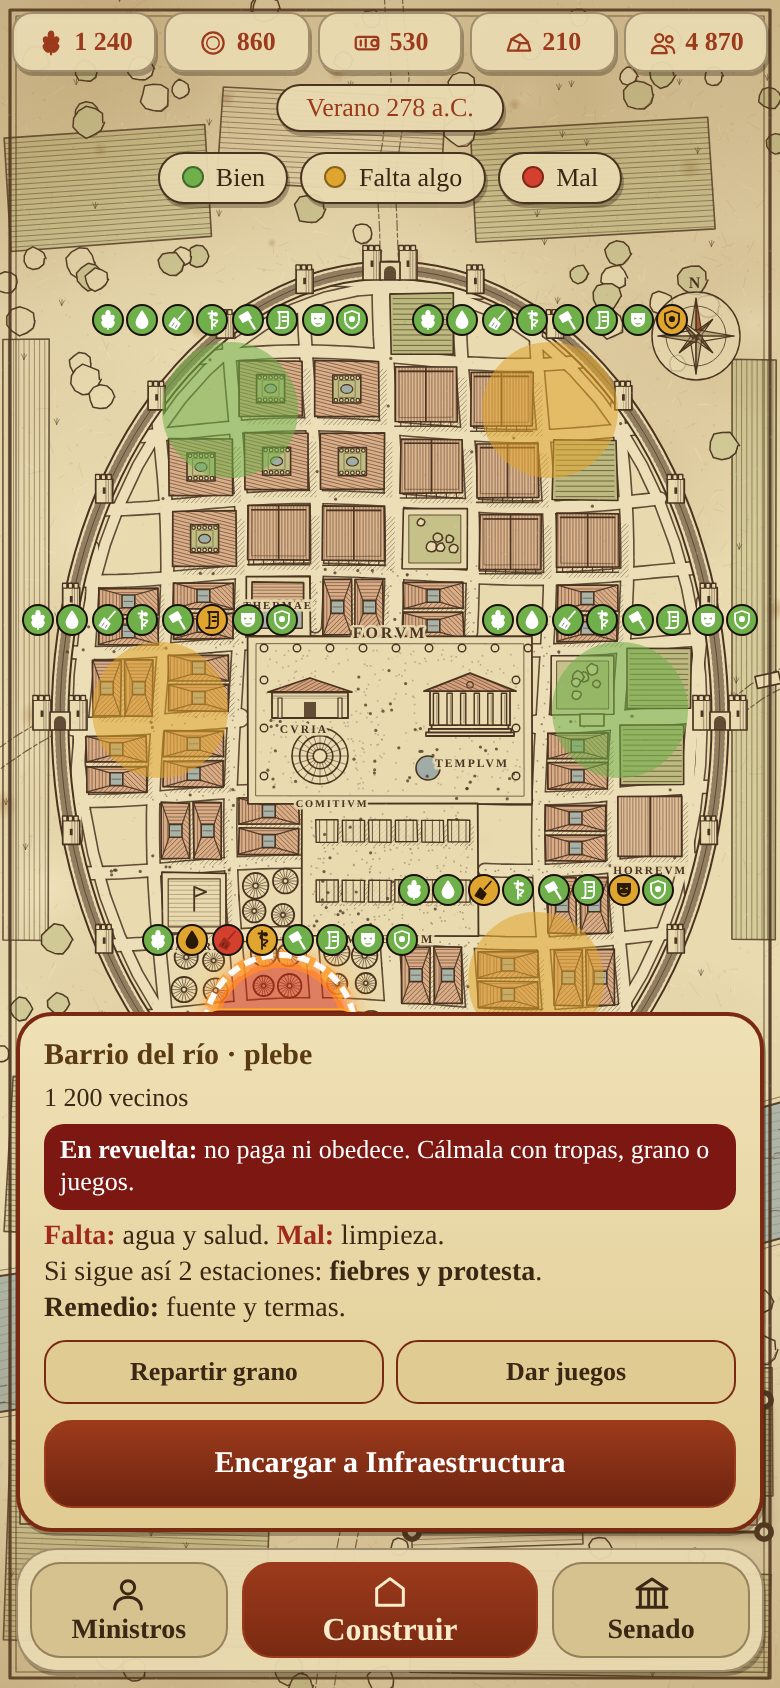 1 240 860 530 210 4 870
Verano 278 a.C.
Bien Falta algo Mal
N
THERMAE
FORVM
CVRIA
TEMPLVM
COMITIVM
HORREVM
M
Barrio del río · plebe
1 200 vecinos
En revuelta: no paga ni obedece. Cálmala con tropas, grano o
juegos.
Falta: agua y salud. Mal: limpieza.
Si sigue así 2 estaciones: fiebres y protesta.
Remedio: fuente y termas.
Repartir grano Dar juegos
Encargar a Infraestructura
Ministros Construir Senado